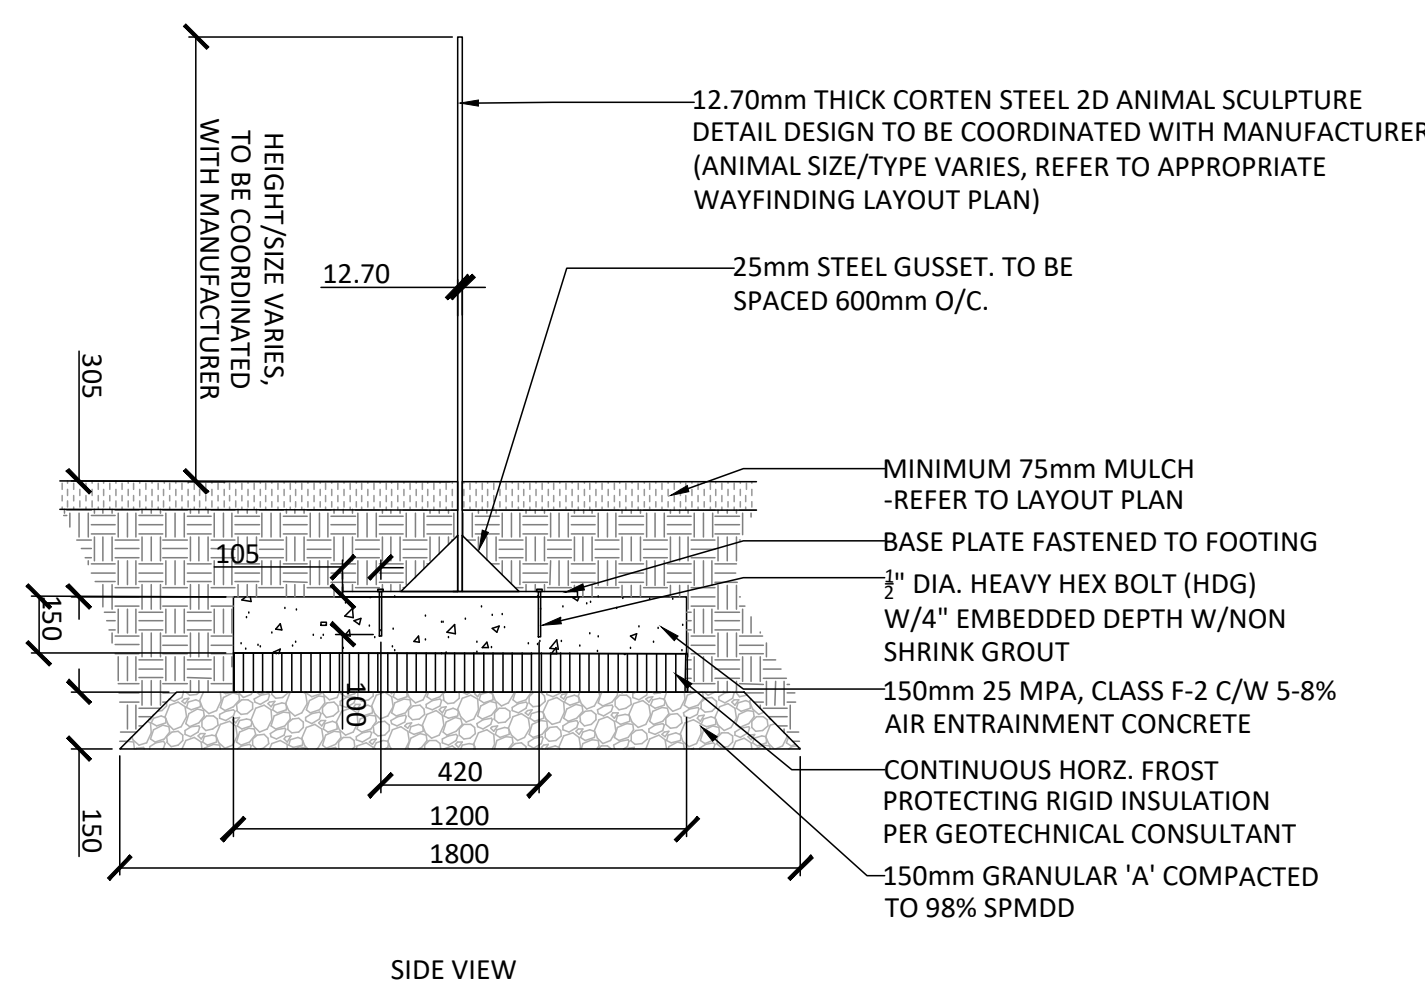 12.70mm THICK CORTEN STEEL 2D ANIMAL SCULPTURE
DETAIL DESIGN TO BE COORDINATED WITH MANUFACTURER
(ANIMAL SIZE/TYPE VARIES, REFER TO APPROPRIATE
WAYFINDING LAYOUT PLAN)
HEIGHT/SIZE VARIES,
TO BE COORDINATED
WITH MANUFACTURER
12.70
25mm STEEL GUSSET. TO BE
SPACED 600mm O/C.
305
MINIMUM 75mm MULCH
-REFER TO LAYOUT PLAN
BASE PLATE FASTENED TO FOOTING
105
½" DIA. HEAVY HEX BOLT (HDG)
W/4" EMBEDDED DEPTH W/NON
SHRINK GROUT
150
100
150mm 25 MPA, CLASS F-2 C/W 5-8%
AIR ENTRAINMENT CONCRETE
CONTINUOUS HORZ. FROST
PROTECTING RIGID INSULATION
PER GEOTECHNICAL CONSULTANT
420
1200
150
1800
150mm GRANULAR 'A' COMPACTED
TO 98% SPMDD
SIDE VIEW